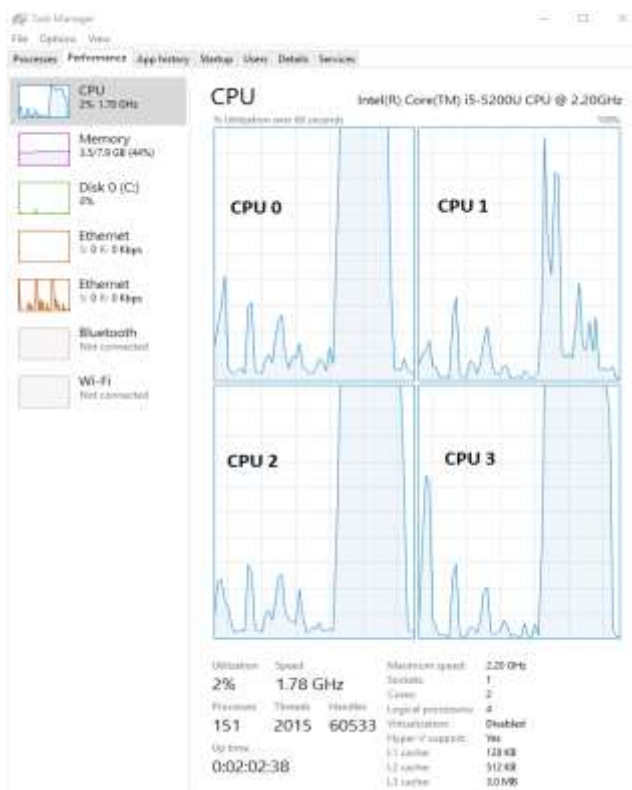 Task Manager
File Options View
Processes Performance App history Startup Users Details Services
CPU
2% 1.78 GHz
Memory
3.5/7.9 GB (44%)
Disk 0 (C:)
0%
Ethernet
S: 0 R: 0 Kbps
Ethernet
S: 0 R: 0 Kbps
Bluetooth
Not connected
Wi-Fi
Not connected
CPU Intel(R) Core(TM) i5-5200U CPU @ 2.20GHz
% Utilization over 60 seconds 100%
CPU 0
CPU 1
CPU 2
CPU 3
Utilization Speed
2% 1.78 GHz
Processes Threads Handles
151 2015 60533
Up time
0:02:02:38
Maximum speed: 2.20 GHz
Sockets: 1
Cores: 2
Logical processors: 4
Virtualization: Disabled
Hyper-V support: Yes
L1 cache: 128 KB
L2 cache: 512 KB
L3 cache: 3.0 MB